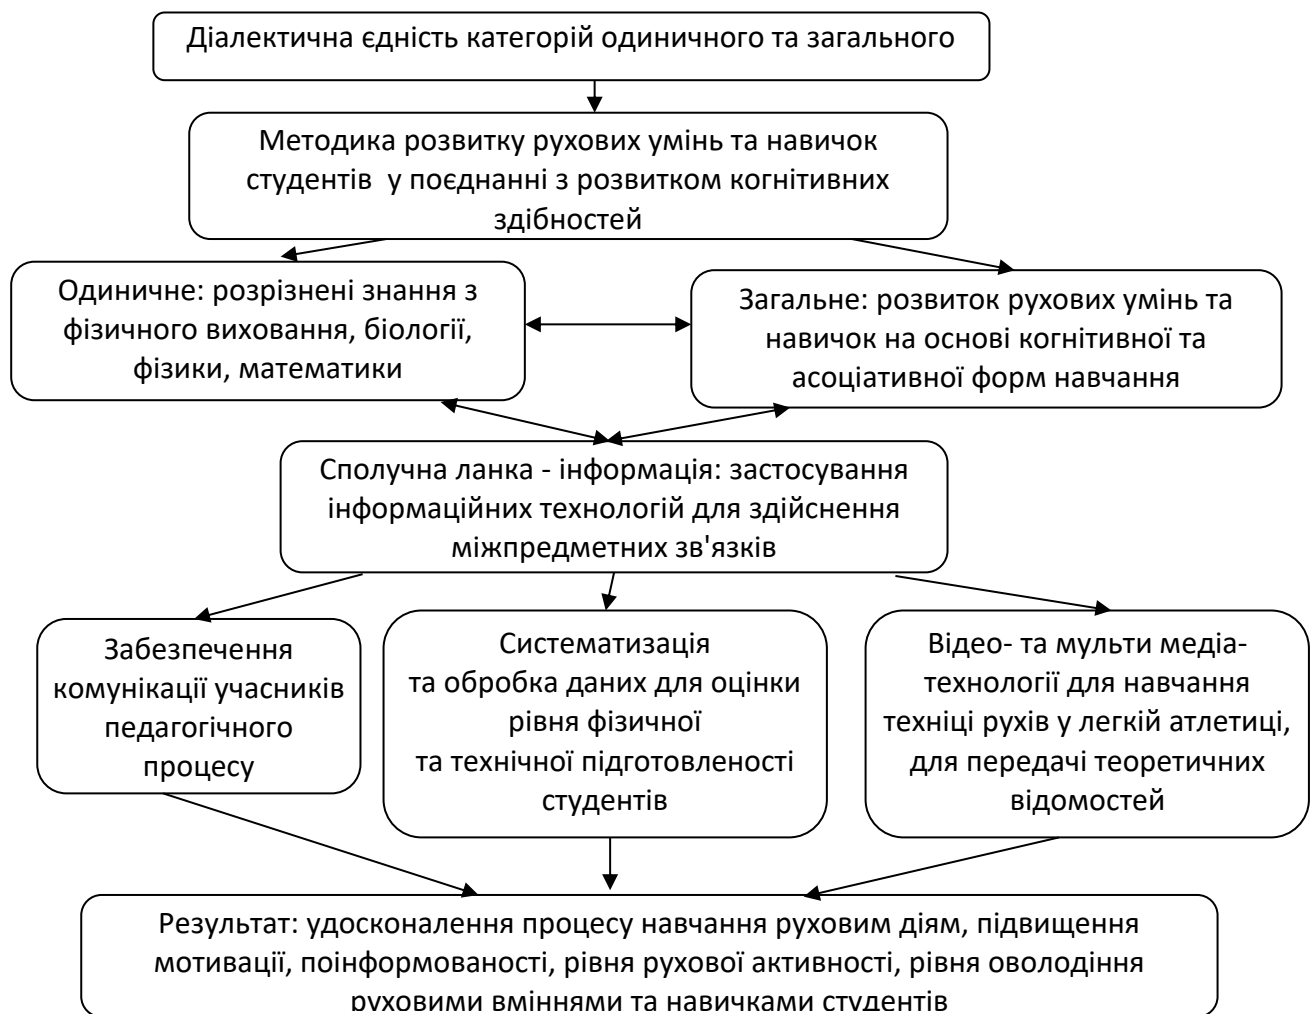 Діалектична єдність категорій одиничного та загального
Методика розвитку рухових умінь та навичок
студентів у поєднанні з розвитком когнітивних
здібностей
Одиничне: розрізнені знання з
фізичного виховання, біології,
фізики, математики
Загальне: розвиток рухових умінь та
навичок на основі когнітивної та
асоціативної форм навчання
Сполучна ланка - інформація: застосування
інформаційних технологій для здійснення
міжпредметних зв'язків
Забезпечення
комунікації учасників
педагогічного
процесу
Систематизація
та обробка даних для оцінки
рівня фізичної
та технічної підготовленості
студентів
Відео- та мульти медіа-
технології для навчання
техніці рухів у легкій атлетиці,
для передачі теоретичних
відомостей
Результат: удосконалення процесу навчання руховим діям, підвищення
мотивації, поінформованості, рівня рухової активності, рівня оволодіння
руховими вміннями та навичками студентів